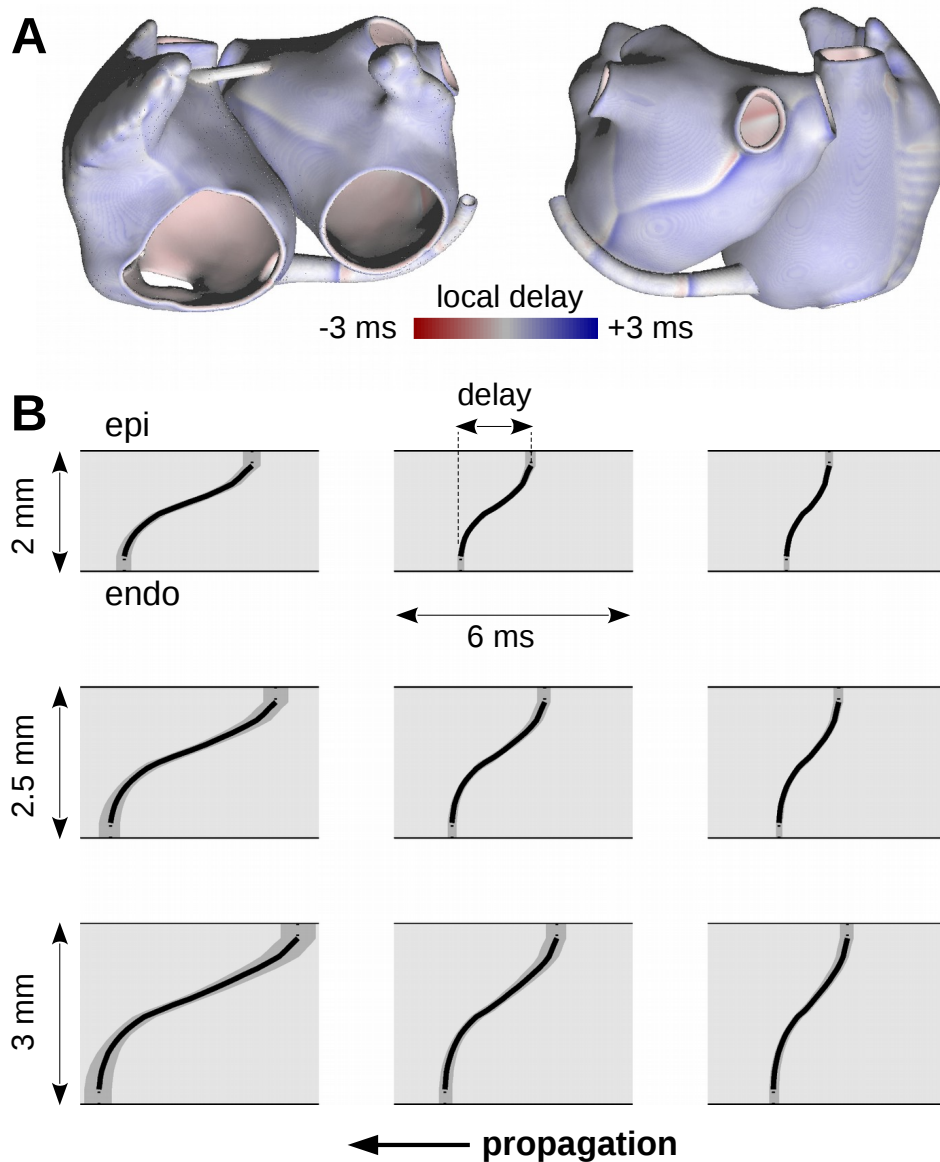 A
local delay
-3 ms
+3 ms
B
epi
delay
2 mm
endo
6 ms
2.5 mm
3 mm
propagation